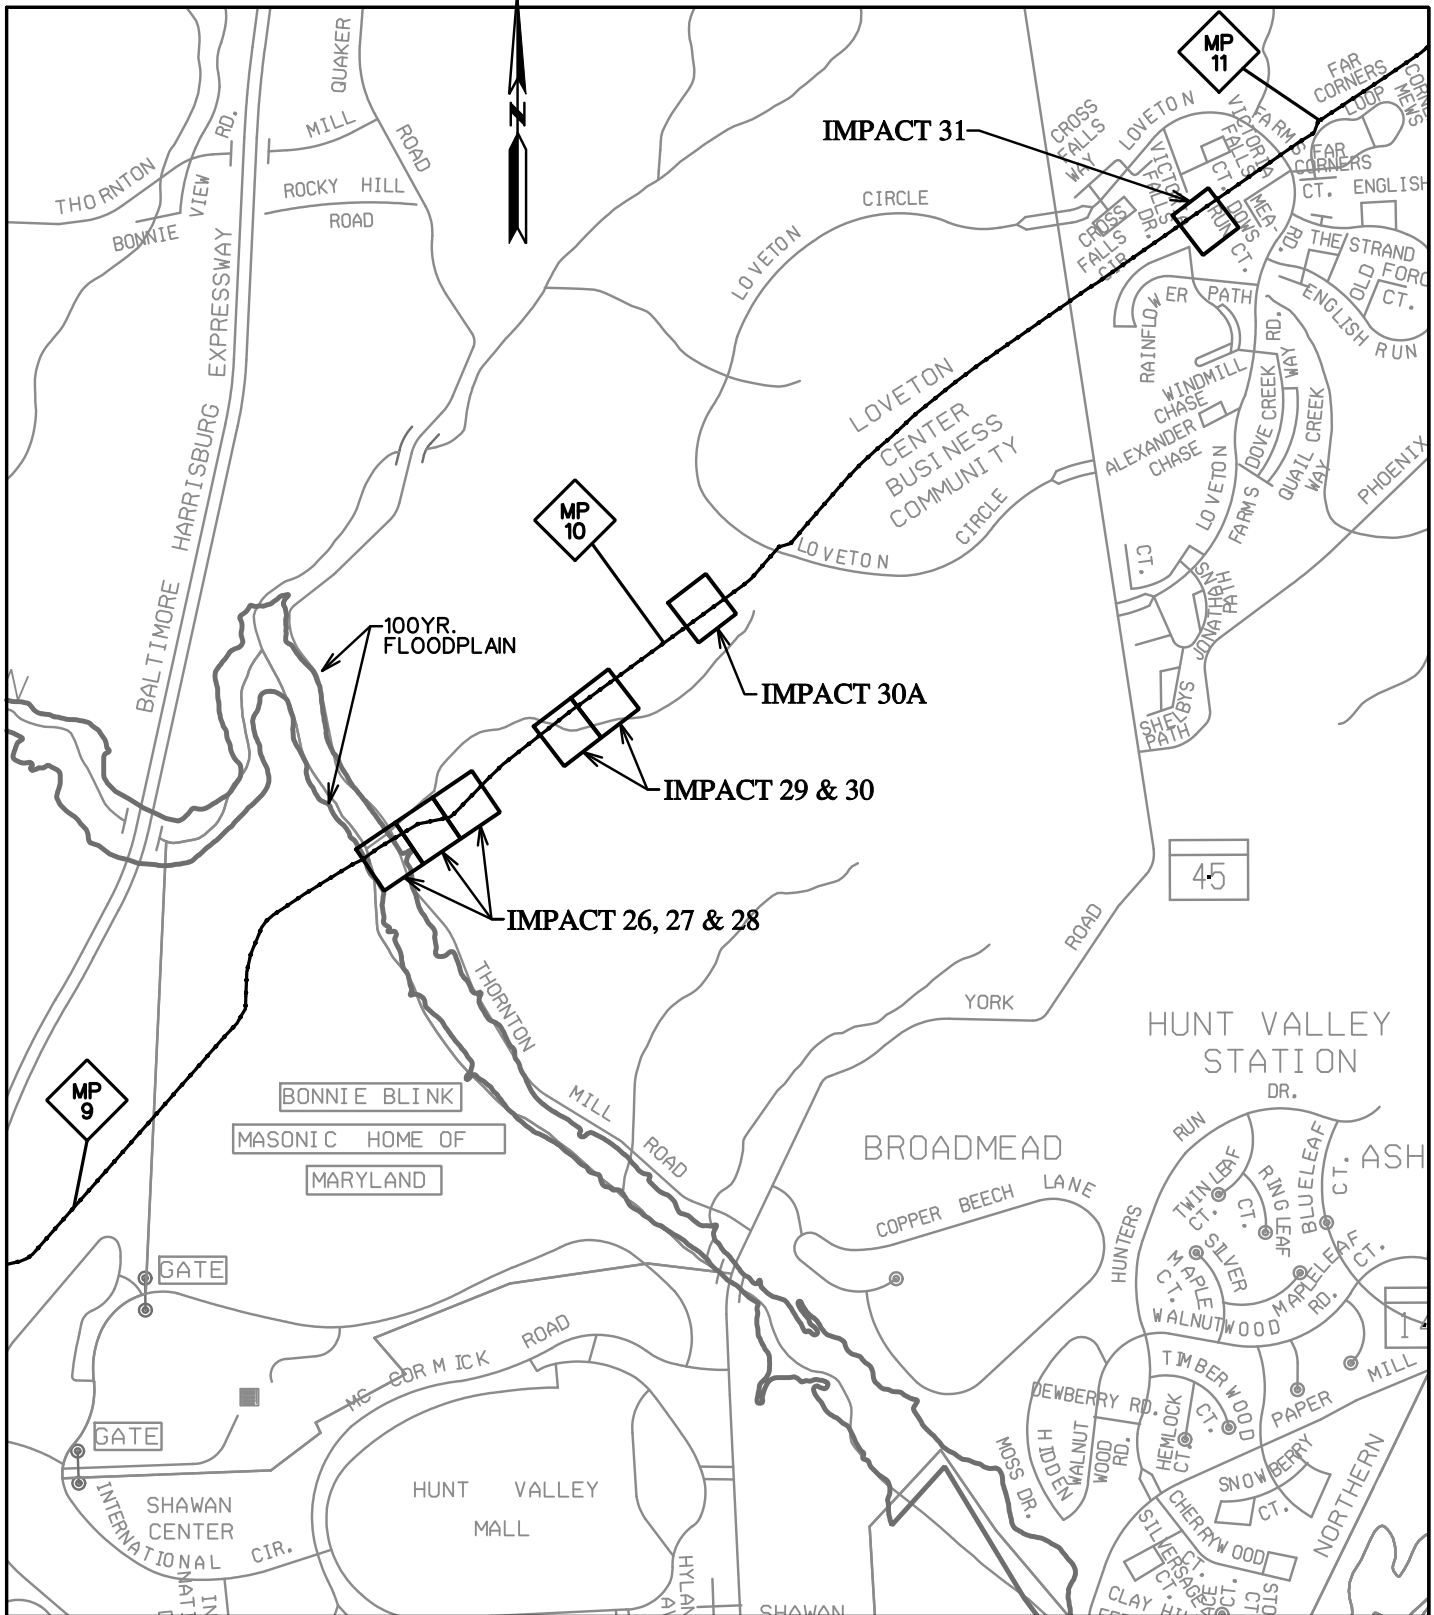 QUAKER
MILL
ROAD
RD.
VIEW
THORNTON
BONNIE
ROCKY HILL
ROAD
N
MP
11
IMPACT 31
FAR
CORNERS
LOOP
MEWS
CROSS
FALLS
WAY
LOVETON
FARMS
VICTORIA
FALLS
CT.
FAR
CORNERS
CT.
ENGLISH
CROSS
FALLS
CIR
DR.
MEA-
DOWS
RUN CT.
RD.
THE STRAND
OLD
CT.
ENGLISH RUN
CIRCLE
LOVETON
BALTIMORE HARRISBURG EXPRESSWAY
LOVETON
CENTER
BUSINESS
COMMUNITY
RAINFLOWER PATH
WINDMILL
CHASE
ALEXANDER
CHASE
DOVE CREEK
WAY
RD.
QUAIL CREEK
WAY
PHOENIX
LOVETON
FARMS
CIRCLE
LOVETON
MP
10
CT.
JONATHAN
PATH
SHELBYS
PATH
100YR.
FLOODPLAIN
IMPACT 30A
IMPACT 29 & 30
IMPACT 26, 27 & 28
45
ROAD
YORK
THORNTON
MILL
ROAD
MP
9
BONNIE BLINK
MASONIC HOME OF
MARYLAND
HUNT VALLEY
STATION
DR.
RUN
HUNTERS
BROADMEAD
ASH
COPPER BEECH LANE
TWIN LEAF
CT.
RING LEAF
CT.
BLUELEAF
CT.
SILVER
MAPLE
CT.
MAPLELEAF
CT.
RD.
WALNUTWOOD
GATE
MC CORMICK ROAD
TIMBERWOOD
CT.
PAPER MILL
DEWBERRY RD.
HEMLOCK
CT.
WALNUT
WOOD
RD.
HIDDEN
MOSS DR.
SNOWBERRY
CT.
NORTHERN
GATE
SHAWAN
CENTER
INTERNATIONAL CIR.
HUNT VALLEY
MALL
CHERRYWOOD
CT.
SILVERSAGE
CT.
CT.
SHAWAN